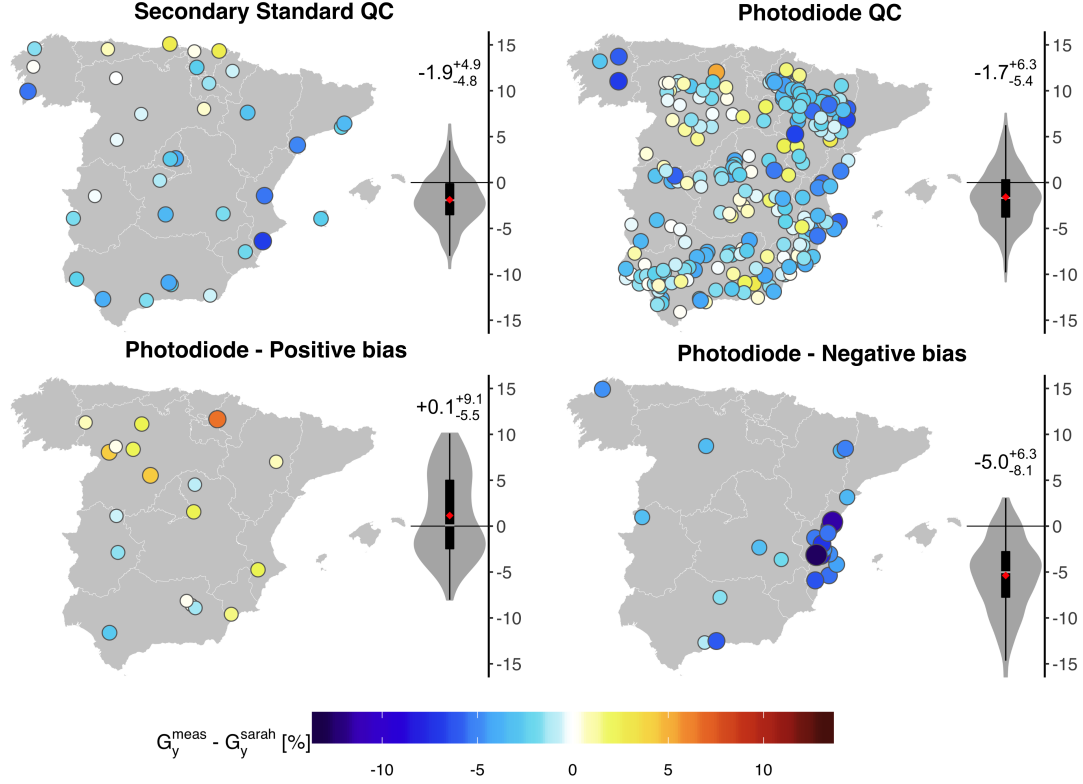 Secondary Standard QC
-1.9 +4.9 -4.8
15
10
5
0
-5
-10
-15
Photodiode QC
-1.7 +6.3 -5.4
15
10
5
0
-5
-10
-15
Photodiode - Positive bias
+0.1 +9.1 -5.5
15
10
5
0
-5
-10
-15
Photodiode - Negative bias
-5.0 +6.3 -8.1
15
10
5
0
-5
-10
-15
G y meas - G y sarah [%]
-10 -5 0 5 10